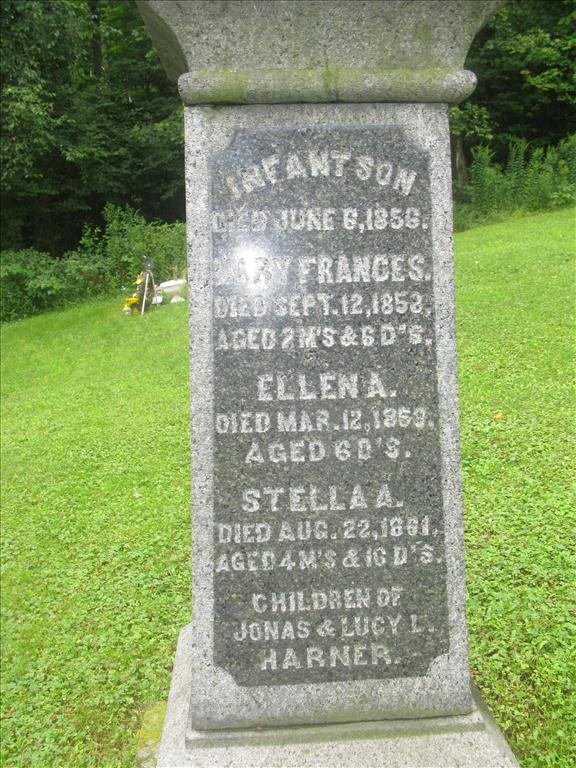 INFANT SON
DIED JUNE 6, 1856.
MARY FRANCES.
DIED SEPT. 12, 1858.
AGED 2 M'S & 6 D'S.
ELLEN A.
DIED MAR. 12, 1859.
AGED 6 D'S.
STELLA A.
DIED AUG. 22, 1861.
AGED 4 M'S & 16 D'S.
CHILDREN OF
JONAS & LUCY L.
HARNER.